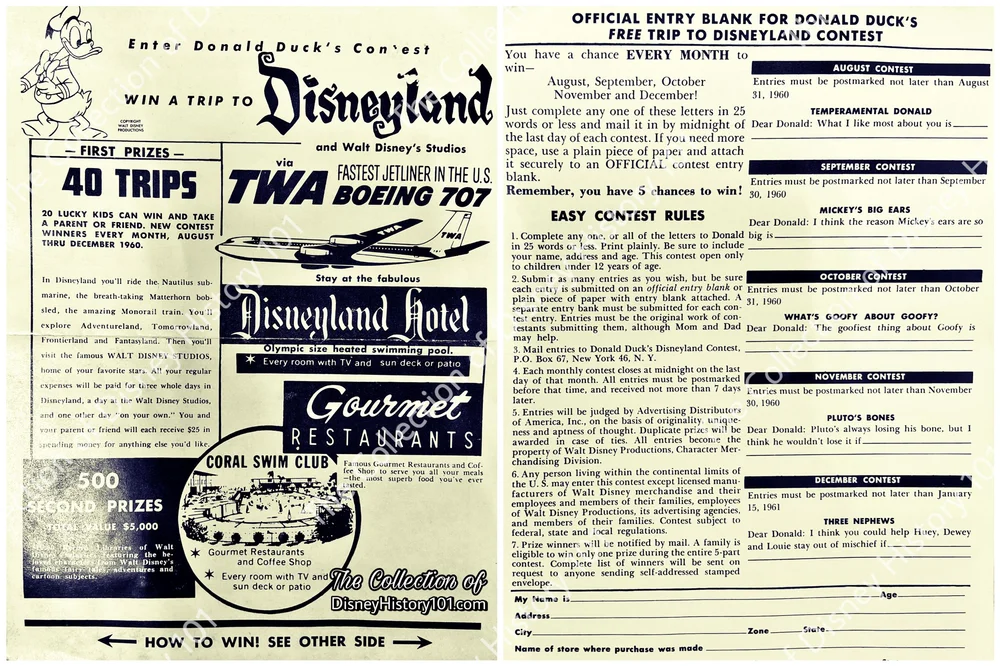 Enter Donald Duck's Contest
WIN A TRIP TO Disneyland
COPYRIGHT
WALT DISNEY
PRODUCTIONS
and Walt Disney's Studios
— FIRST PRIZES —
40 TRIPS
20 LUCKY KIDS CAN WIN AND TAKE
A PARENT OR FRIEND. NEW CONTEST
WINNERS EVERY MONTH, AUGUST
THRU DECEMBER 1960.
In Disneyland you'll ride the Nautilus sub-
marine, the breath-taking Matterhorn bob-
sled, the amazing Monorail train. You'll
explore Adventureland, Tomorrowland,
Frontierland and Fantasyland. Then you'll
visit the famous WALT DISNEY STUDIOS,
home of your favorite stars. All your regular
expenses will be paid for three whole days in
Disneyland, a day at the Walt Disney Studios,
and one other day "on your own." You and
your parent or friend will each receive $25 in
spending money for anything else you'd like.
500
SECOND PRIZES
TOTAL VALUE $5,000
Libraries of Walt
Disney featuring the be-
loved characters from Walt Disney's
famous fairy tales, adventures and
cartoon subjects.
via
TWA
FASTEST JETLINER IN THE U.S.
BOEING 707
TWA
TWA
Stay at the fabulous
Disneyland Hotel
Olympic size heated swimming pool.
★ Every room with TV and sun deck or patio
Gourmet
RESTAURANTS
Famous Gourmet Restaurants and Cof-
fee Shop to serve you all your meals
—the most superb food you've ever
tasted.
CORAL SWIM CLUB
★ Gourmet Restaurants
and Coffee Shop
★ Every room with TV and
sun deck or patio
The Collection of
DisneyHistory101.com
HOW TO WIN! SEE OTHER SIDE
OFFICIAL ENTRY BLANK FOR DONALD DUCK'S
FREE TRIP TO DISNEYLAND CONTEST
You have a chance EVERY MONTH to
win—
August, September, October
November and December!
Just complete any one of these letters in 25
words or less and mail it in by midnight of
the last day of each contest. If you need more
space, use a plain piece of paper and attach
it securely to an OFFICIAL contest entry
blank.
Remember, you have 5 chances to win!
EASY CONTEST RULES
1. Complete any one, or all of the letters to Donald
in 25 words or less. Print plainly. Be sure to include
your name, address and age. This contest open only
to children under 12 years of age.
2. Submit as many entries as you wish, but be sure
each entry is submitted on an official entry blank or
plain piece of paper with entry blank attached. A
separate entry bank must be submitted for each con-
test entry. Entries must be the original work of con-
testants submitting them, although Mom and Dad
may help.
3. Mail entries to Donald Duck's Disneyland Contest,
P.O. Box 67, New York 46, N. Y.
4. Each monthly contest closes at midnight on the last
day of that month. All entries must be postmarked
before that time, and received not more than 7 days
later.
5. Entries will be judged by Advertising Distributors
of America, Inc., on the basis of originality, unique-
ness and aptness of thought. Duplicate prizes will be
awarded in case of ties. All entries become the
property of Walt Disney Productions, Character Mer-
chandising Division.
6. Any person living within the continental limits of
the U. S. may enter this contest except licensed manu-
facturers of Walt Disney merchandise and their
employees and members of their families, employees
of Walt Disney Productions, its advertising agencies,
and members of their families. Contest subject to
federal, state and local regulations.
7. Prize winners will be notified by mail. A family is
eligible to win only one prize during the entire 5-part
contest. Complete list of winners will be sent on
request to anyone sending self-addressed stamped
envelope.
AUGUST CONTEST
Entries must be postmarked not later than August
31, 1960
TEMPERAMENTAL DONALD
Dear Donald: What I like most about you is
SEPTEMBER CONTEST
Entries must be postmarked not later than September
30, 1960
MICKEY'S BIG EARS
Dear Donald: I think the reason Mickey's ears are so
big is
OCTOBER CONTEST
Entries must be postmarked not later than October
31, 1960
WHAT'S GOOFY ABOUT GOOFY?
Dear Donald: The goofiest thing about Goofy is
NOVEMBER CONTEST
Entries must be postmarked not later than November
30, 1960
PLUTO'S BONES
Dear Donald: Pluto's always losing his bone, but I
think he wouldn't lose it if
DECEMBER CONTEST
Entries must be postmarked not later than January
15, 1961
THREE NEPHEWS
Dear Donald: I think you could help Huey, Dewey
and Louie stay out of mischief if
My Name is Age
Address
City Zone State
Name of store where purchase was made